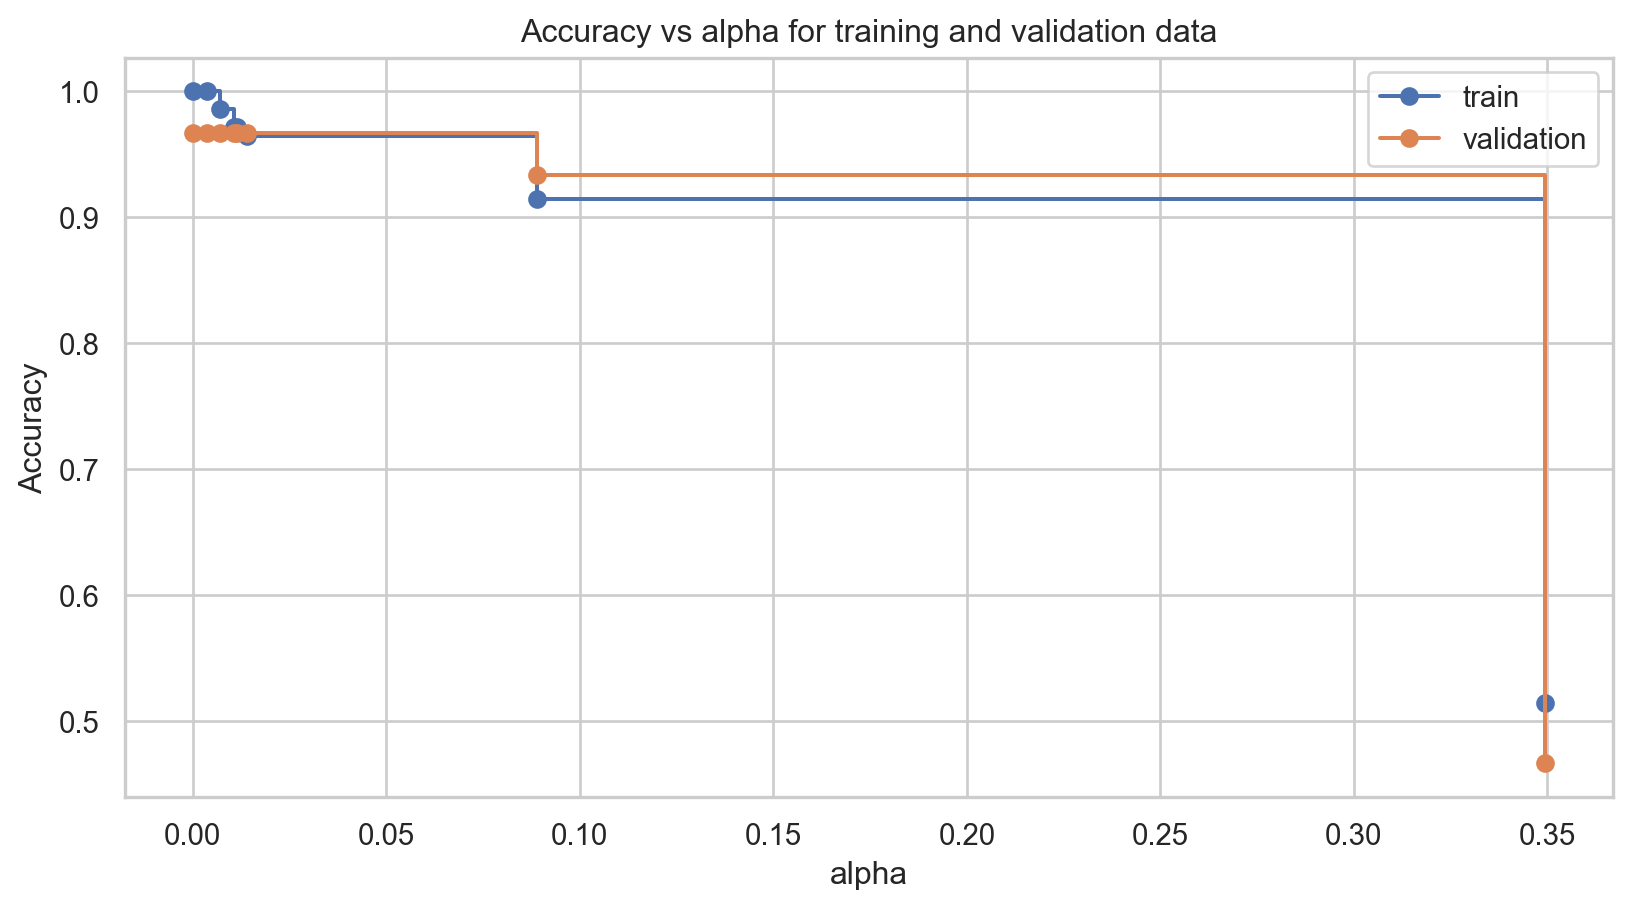 Accuracy vs alpha for training and validation data
train
validation
1.0
0.9
0.8
0.7
0.6
0.5
Accuracy
0.00 0.05 0.10 0.15 0.20 0.25 0.30 0.35
alpha